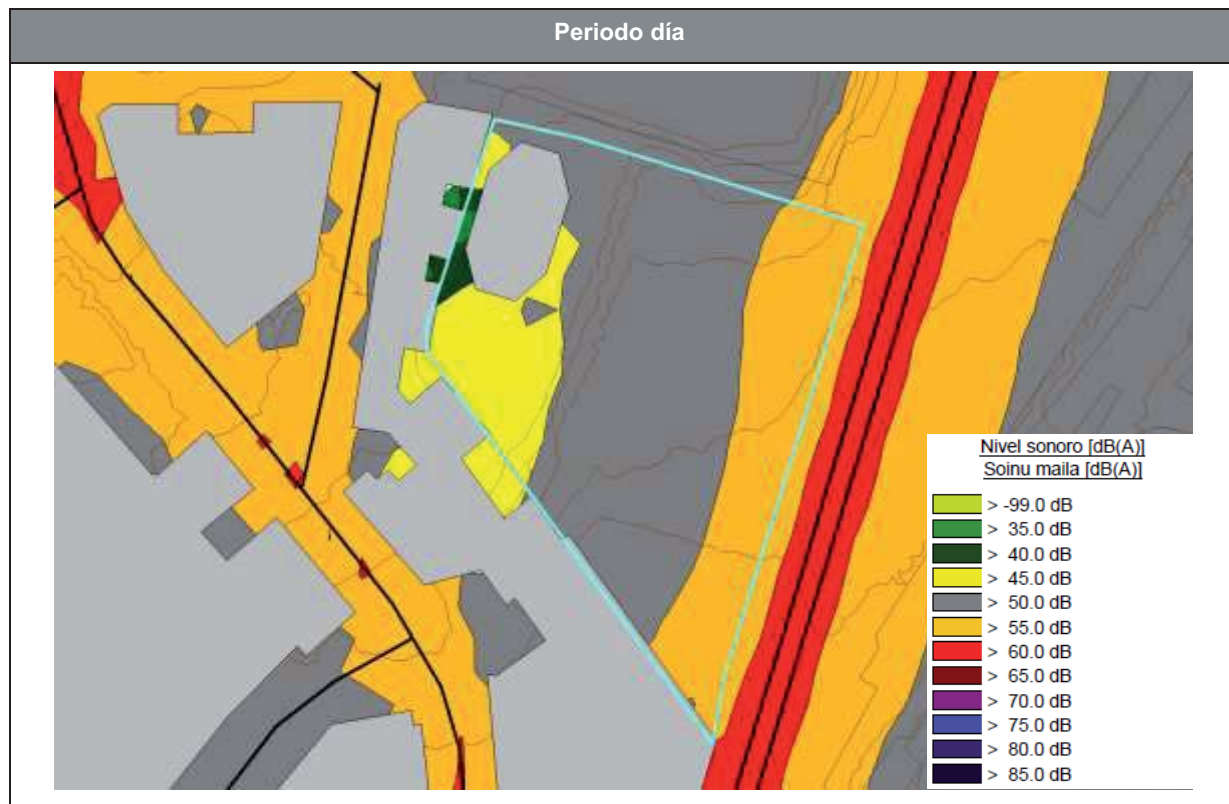 Periodo día
Nivel sonoro [dB(A)]
Soinu maila [dB(A)]
> -99.0 dB
> 35.0 dB
> 40.0 dB
> 45.0 dB
> 50.0 dB
> 55.0 dB
> 60.0 dB
> 65.0 dB
> 70.0 dB
> 75.0 dB
> 80.0 dB
> 85.0 dB